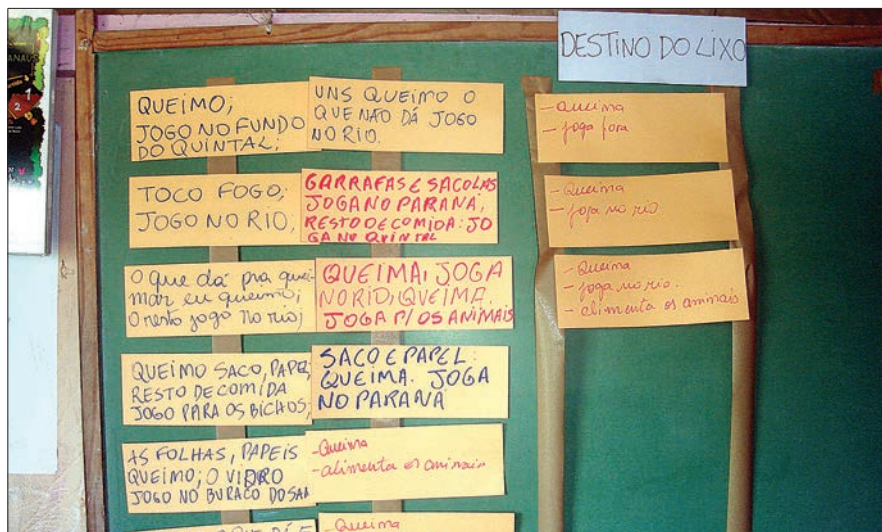 DESTINO DO LIXO
QUEIMO;
JOGO NO FUNDO
DO QUINTAL;
TOCO FOGO;
JOGO NO RIO;
O que dá pra quei-
mar eu queimo;
O resto jogo no rio;
QUEIMO SACO, PAPEL,
RESTO DE COMIDA
JOGO PARA OS BICHOS;
AS FOLHAS, PAPEIS
QUEIMO; O VIDRO
JOGO NO BURACO DO
UNS QUEIMO O
QUE NÃO DÁ JOGO
NO RIO.
GARRAFAS E SACOLAS
JOGA NO PARANÁ;
RESTO DE COMIDA: JO
GA NO QUINTAL
QUEIMA, JOGA
NO RIO, QUEIMA.
JOGA P/ OS ANIMAIS
SACO E PAPEL:
QUEIMA. JOGA
NO PARANÁ
- Queima
- alimenta os animais
- Queima
- Queima
- joga fora
- Queima
- joga no rio
- Queima
- joga no rio.
- alimenta os animais